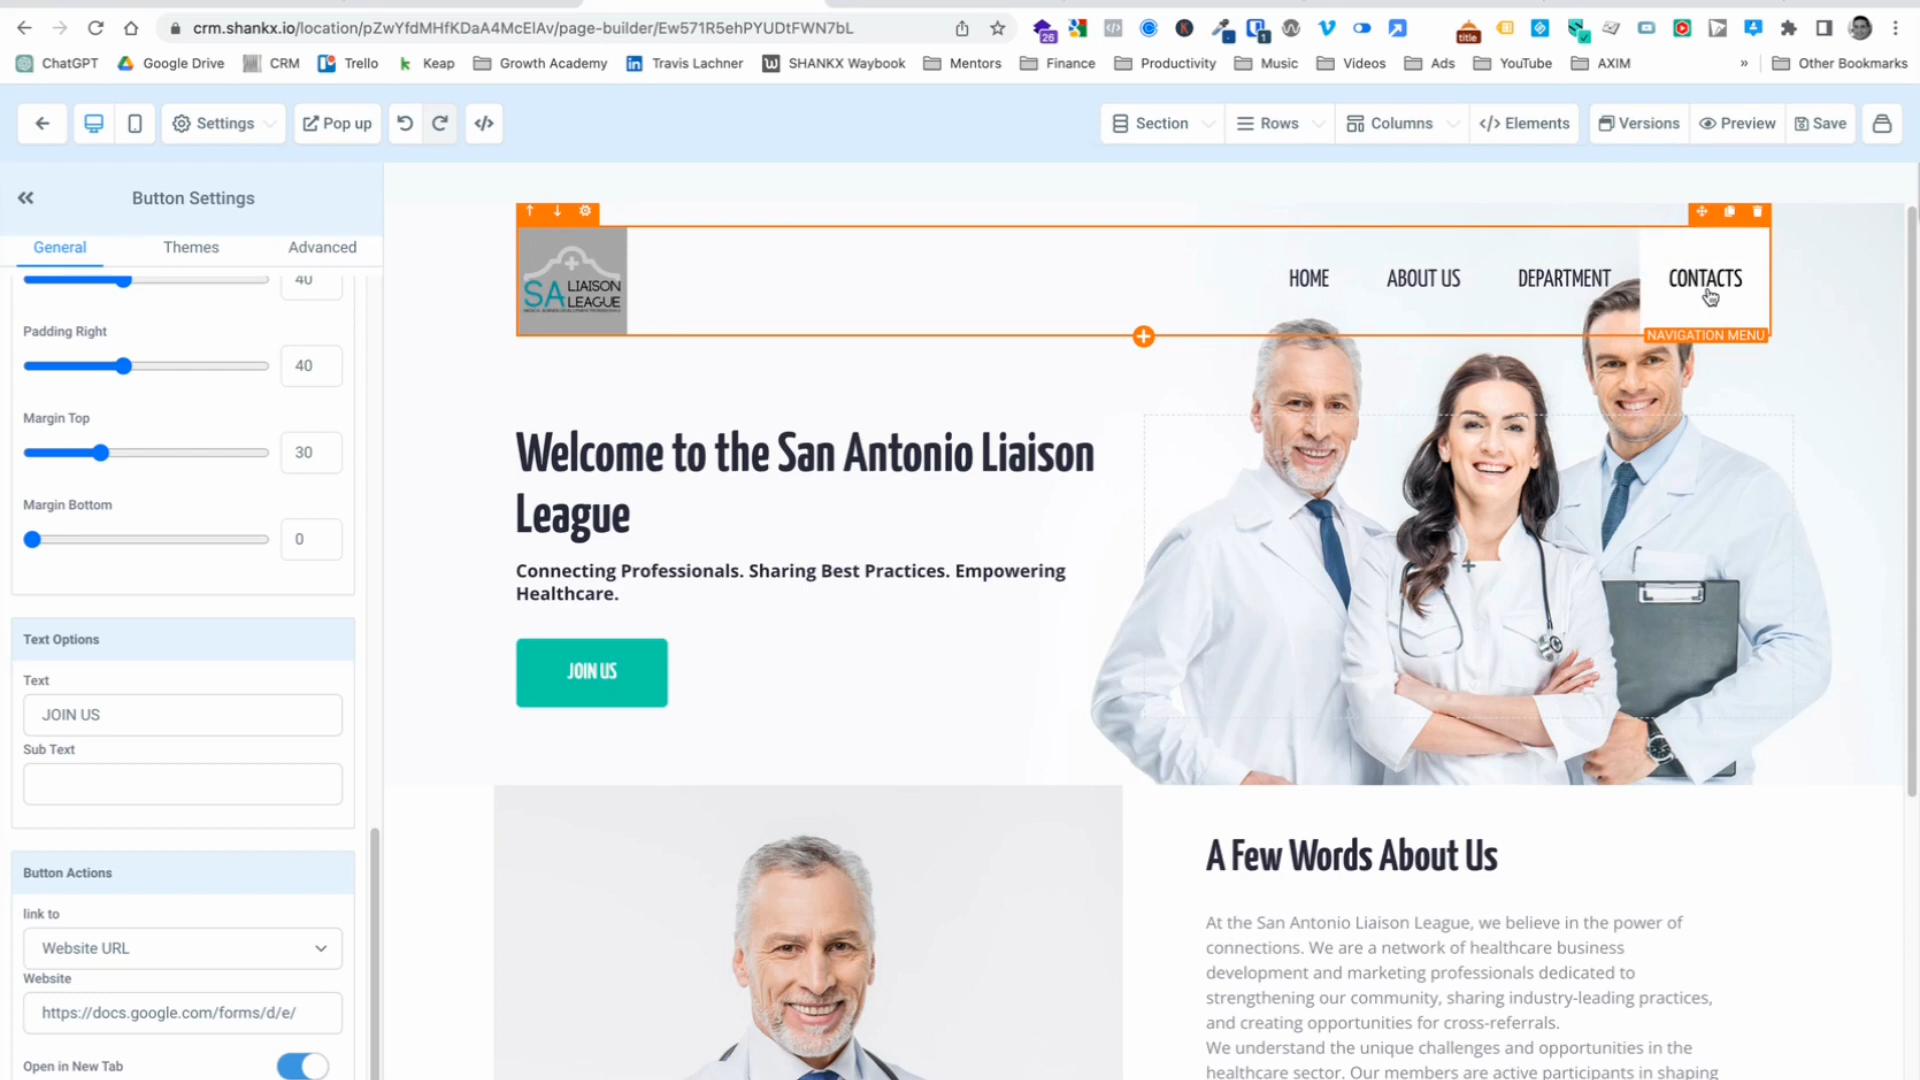 crm.shankx.io/location/pZwYfdMHfKDaA4McElAv/page-builder/Ew571R5ehPYUDtFWN7bL
26
1
title
ChatGPT
Google Drive
CRM
Trello
Keap
Growth Academy
Travis Lachner
SHANKX Waybook
Mentors
Finance
Productivity
Music
Videos
Ads
YouTube
AXIM
»
Other Bookmarks
Settings
Pop up
Section
Rows
Columns
</> Elements
Versions
Preview
Save
Button Settings
General
Themes
Advanced
40
Padding Right
40
Margin Top
30
Margin Bottom
0
Text Options
Text
JOIN US
Sub Text
Button Actions
link to
Website URL
Website
https://docs.google.com/forms/d/e/
Open in New Tab
SA LIAISON LEAGUE
HOME
ABOUT US
DEPARTMENT
CONTACTS
NAVIGATION MENU
Welcome to the San Antonio Liaison
League
Connecting Professionals. Sharing Best Practices. Empowering
Healthcare.
JOIN US
A Few Words About Us
At the San Antonio Liaison League, we believe in the power of
connections. We are a network of healthcare business
development and marketing professionals dedicated to
strengthening our community, sharing industry-leading practices,
and creating opportunities for cross-referrals.
We understand the unique challenges and opportunities in the
healthcare sector. Our members are active participants in shaping